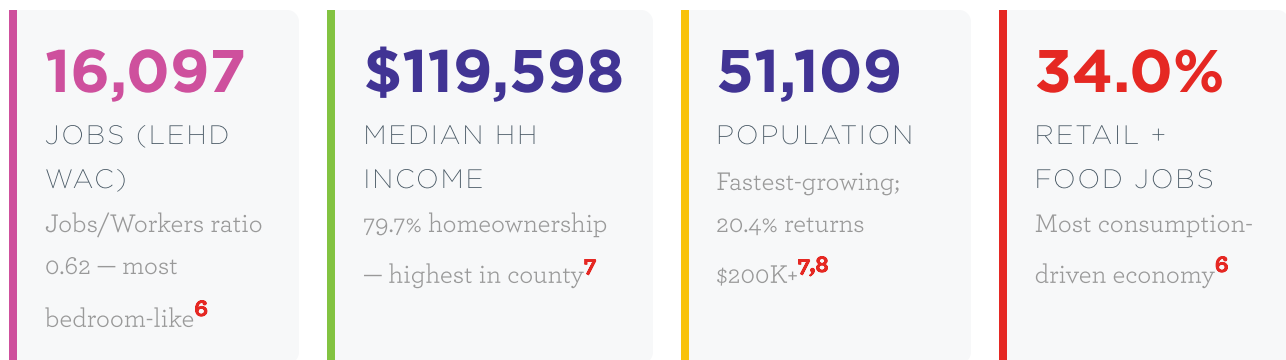 16,097
JOBS (LEHD
WAC)
Jobs/Workers ratio
0.62 — most
bedroom-like6
$119,598
MEDIAN HH
INCOME
79.7% homeownership
— highest in county7
51,109
POPULATION
Fastest-growing;
20.4% returns
$200K+7,8
34.0%
RETAIL +
FOOD JOBS
Most consumption-
driven economy6